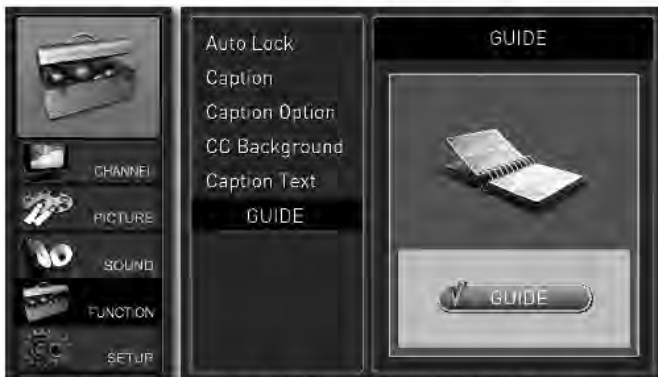 CHANNEL
PICTURE
SOUND
FUNCTION
SETUP
Auto Lock
Caption
Caption Option
CC Background
Caption Text
GUIDE
GUIDE
GUIDE